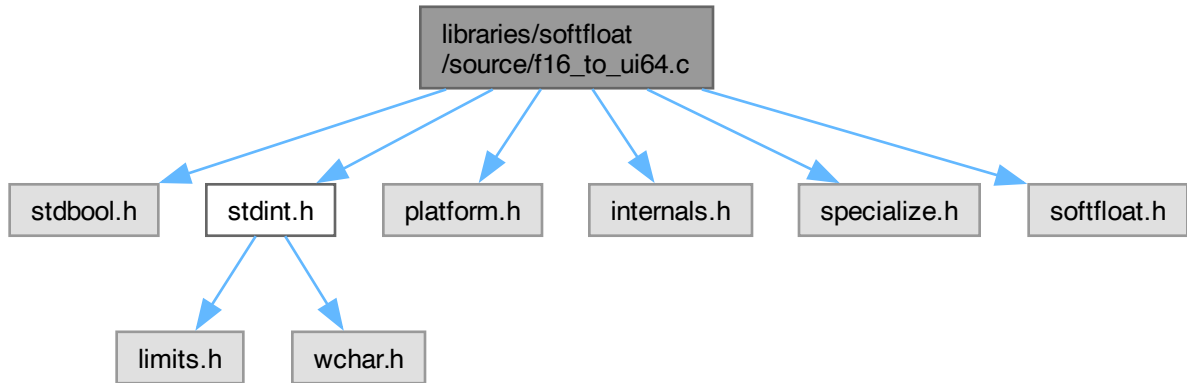 libraries/softfloat
/source/f16_to_ui64.c
stdbool.h
stdint.h
platform.h
internals.h
specialize.h
softfloat.h
limits.h
wchar.h